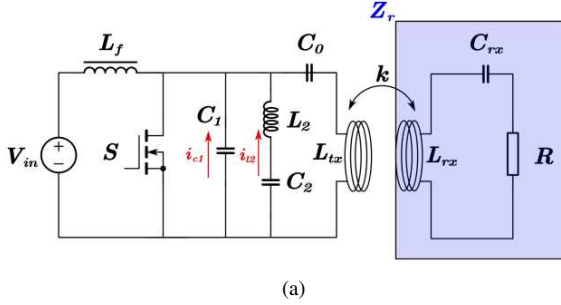 Z_r
L_f
C_0
C_rx
k
C_1
L_2
V_in
S
i_c1
i_l2
L_tx
L_rx
R
C_2
(a)